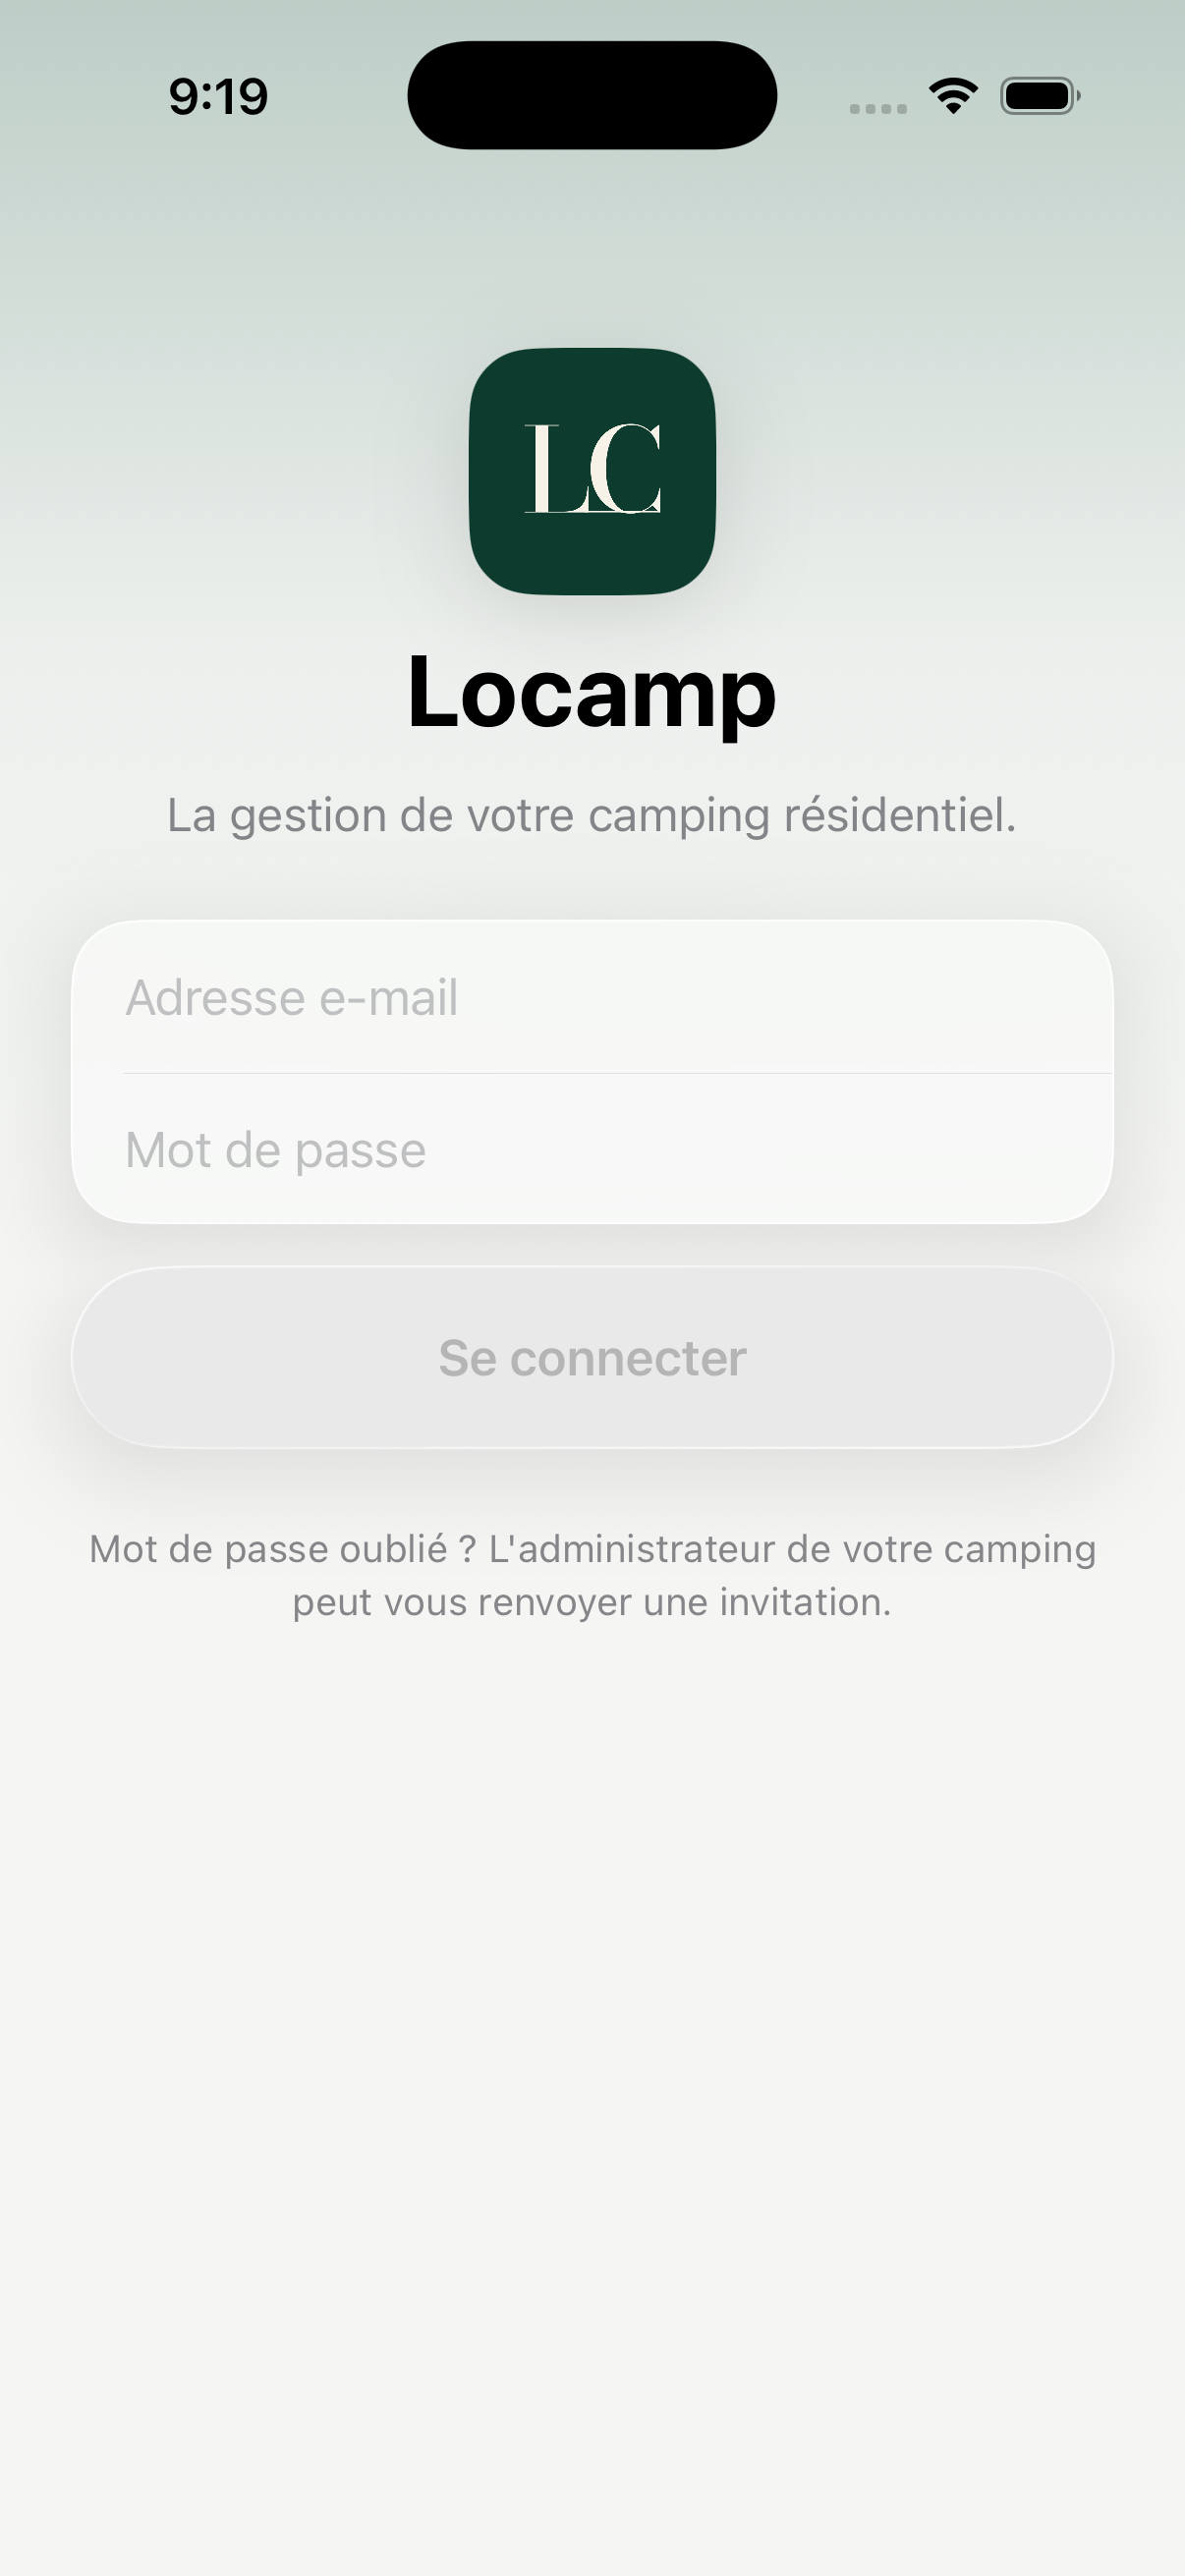 9:19
LC
Locamp
La gestion de votre camping résidentiel.
Adresse e-mail
Mot de passe
Se connecter
Mot de passe oublié ? L'administrateur de votre camping
peut vous renvoyer une invitation.